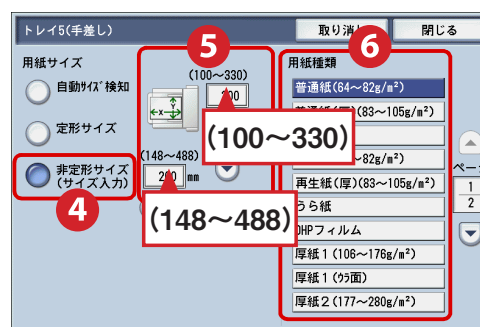 トレイ5(手差し)
取り消し
閉じる
用紙サイズ
自動ｻｲｽﾞ検知
定形サイズ
非定形サイズ
(サイズ入力)
4
5
(100～330)
(100～330)
(148～488)
mm
(148～488)
6
用紙種類
普通紙(64～82g/m²)
(83～105g/m²)
～82g/m²)
再生紙(厚)(83～105g/m²)
うら紙
OHPフィルム
厚紙1(106～176g/m²)
厚紙1(ｳﾗ面)
厚紙2(177～280g/m²)
ページ
1
2